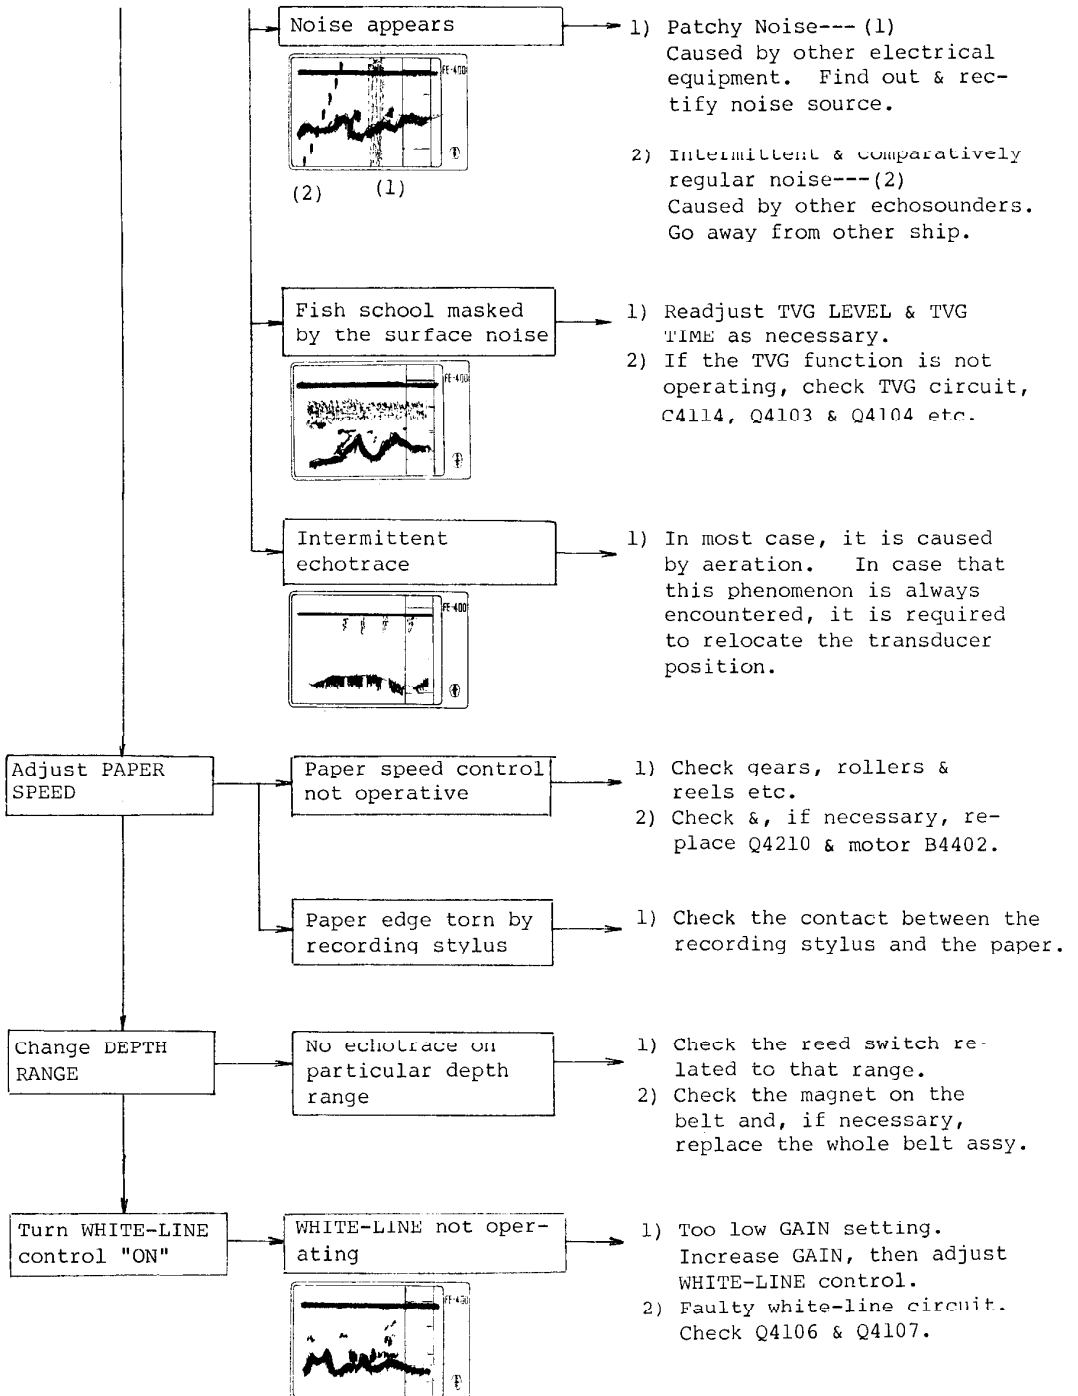 Noise appears
1) Patchy Noise--- (1)
Caused by other electrical
equipment. Find out & rec-
tify noise source.
FE-400
(2)
(1)
2) Intermittent & comparatively
regular noise---(2)
Caused by other echosounders.
Go away from other ship.
Fish school masked
by the surface noise
1) Readjust TVG LEVEL & TVG
TIME as necessary.
2) If the TVG function is not
operating, check TVG circuit,
C4114, Q4103 & Q4104 etc.
FE-400
Intermittent
echotrace
1) In most case, it is caused
by aeration. In case that
this phenomenon is always
encountered, it is required
to relocate the transducer
position.
FE-400
Adjust PAPER
SPEED
Paper speed control
not operative
1) Check gears, rollers &
reels etc.
2) Check &, if necessary, re-
place Q4210 & motor B4402.
Paper edge torn by
recording stylus
1) Check the contact between the
recording stylus and the paper.
Change DEPTH
RANGE
No echotrace on
particular depth
range
1) Check the reed switch re-
lated to that range.
2) Check the magnet on the
belt and, if necessary,
replace the whole belt assy.
Turn WHITE-LINE
control "ON"
WHITE-LINE not oper-
ating
1) Too low GAIN setting.
Increase GAIN, then adjust
WHITE-LINE control.
2) Faulty white-line circuit.
Check Q4106 & Q4107.
FE-400